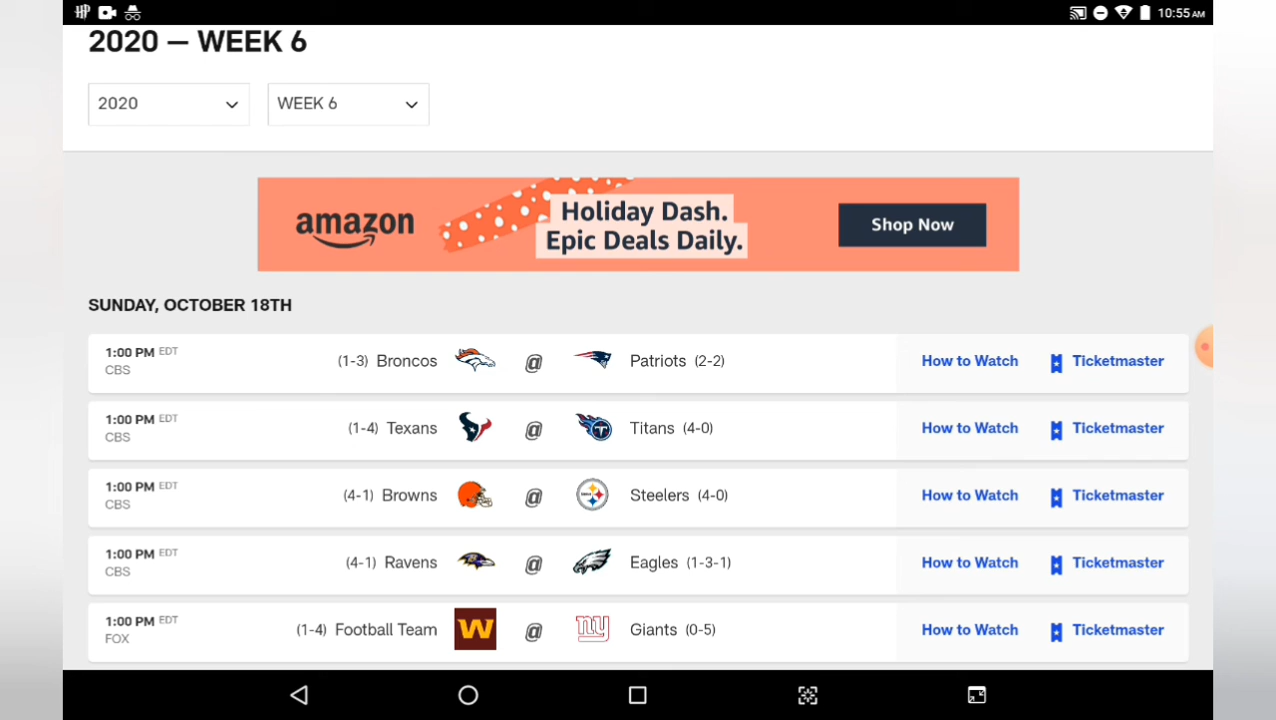 10:55 AM
2020 — WEEK 6
2020
WEEK 6
amazon
Holiday Dash.
Epic Deals Daily.
Shop Now
SUNDAY, OCTOBER 18TH
1:00 PM EDT
CBS
(1-3) Broncos @ Patriots (2-2)
How to Watch
Ticketmaster
1:00 PM EDT
CBS
(1-4) Texans @ Titans (4-0)
How to Watch
Ticketmaster
1:00 PM EDT
CBS
(4-1) Browns @ Steelers (4-0)
How to Watch
Ticketmaster
1:00 PM EDT
CBS
(4-1) Ravens @ Eagles (1-3-1)
How to Watch
Ticketmaster
1:00 PM EDT
FOX
(1-4) Football Team W @ ny Giants (0-5)
How to Watch
Ticketmaster